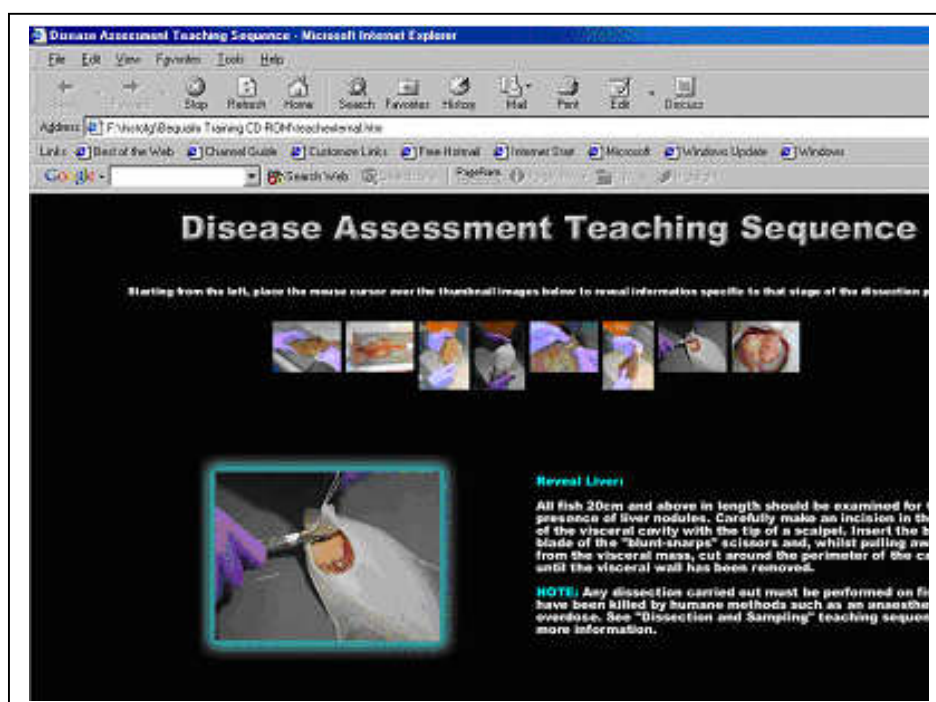 Disease Assessment Teaching Sequence - Microsoft Internet Explorer
File Edit View Favorites Tools Help
Stop Refresh Home Search Favorites History Mail Print Edit Discuss
Address Training CD-ROM\teachexternal.htm
Links Best of the Web Channel Guide Customize Links Free Hotmail Internet Start Microsoft Windows Update Windows
Google Search Web PageRank
Disease Assessment Teaching Sequence
Starting from the left, place the mouse cursor over the thumbnail images below to reveal information specific to that stage of the dissection
Reveal Liver:
All fish 20cm and above in length should be examined for
presence of liver nodules. Carefully make an incision in
of the visceral cavity with the tip of a scalpel. Insert the
blade of the "blunt-snarps" scissors and, whilst pulling
from the visceral mass, cut around the perimeter of the
until the visceral wall has been removed.
NOTE: Any dissection carried out must be performed on
have been killed by humane methods such as an
overdose. See "Dissection and Sampling" teaching
more information.